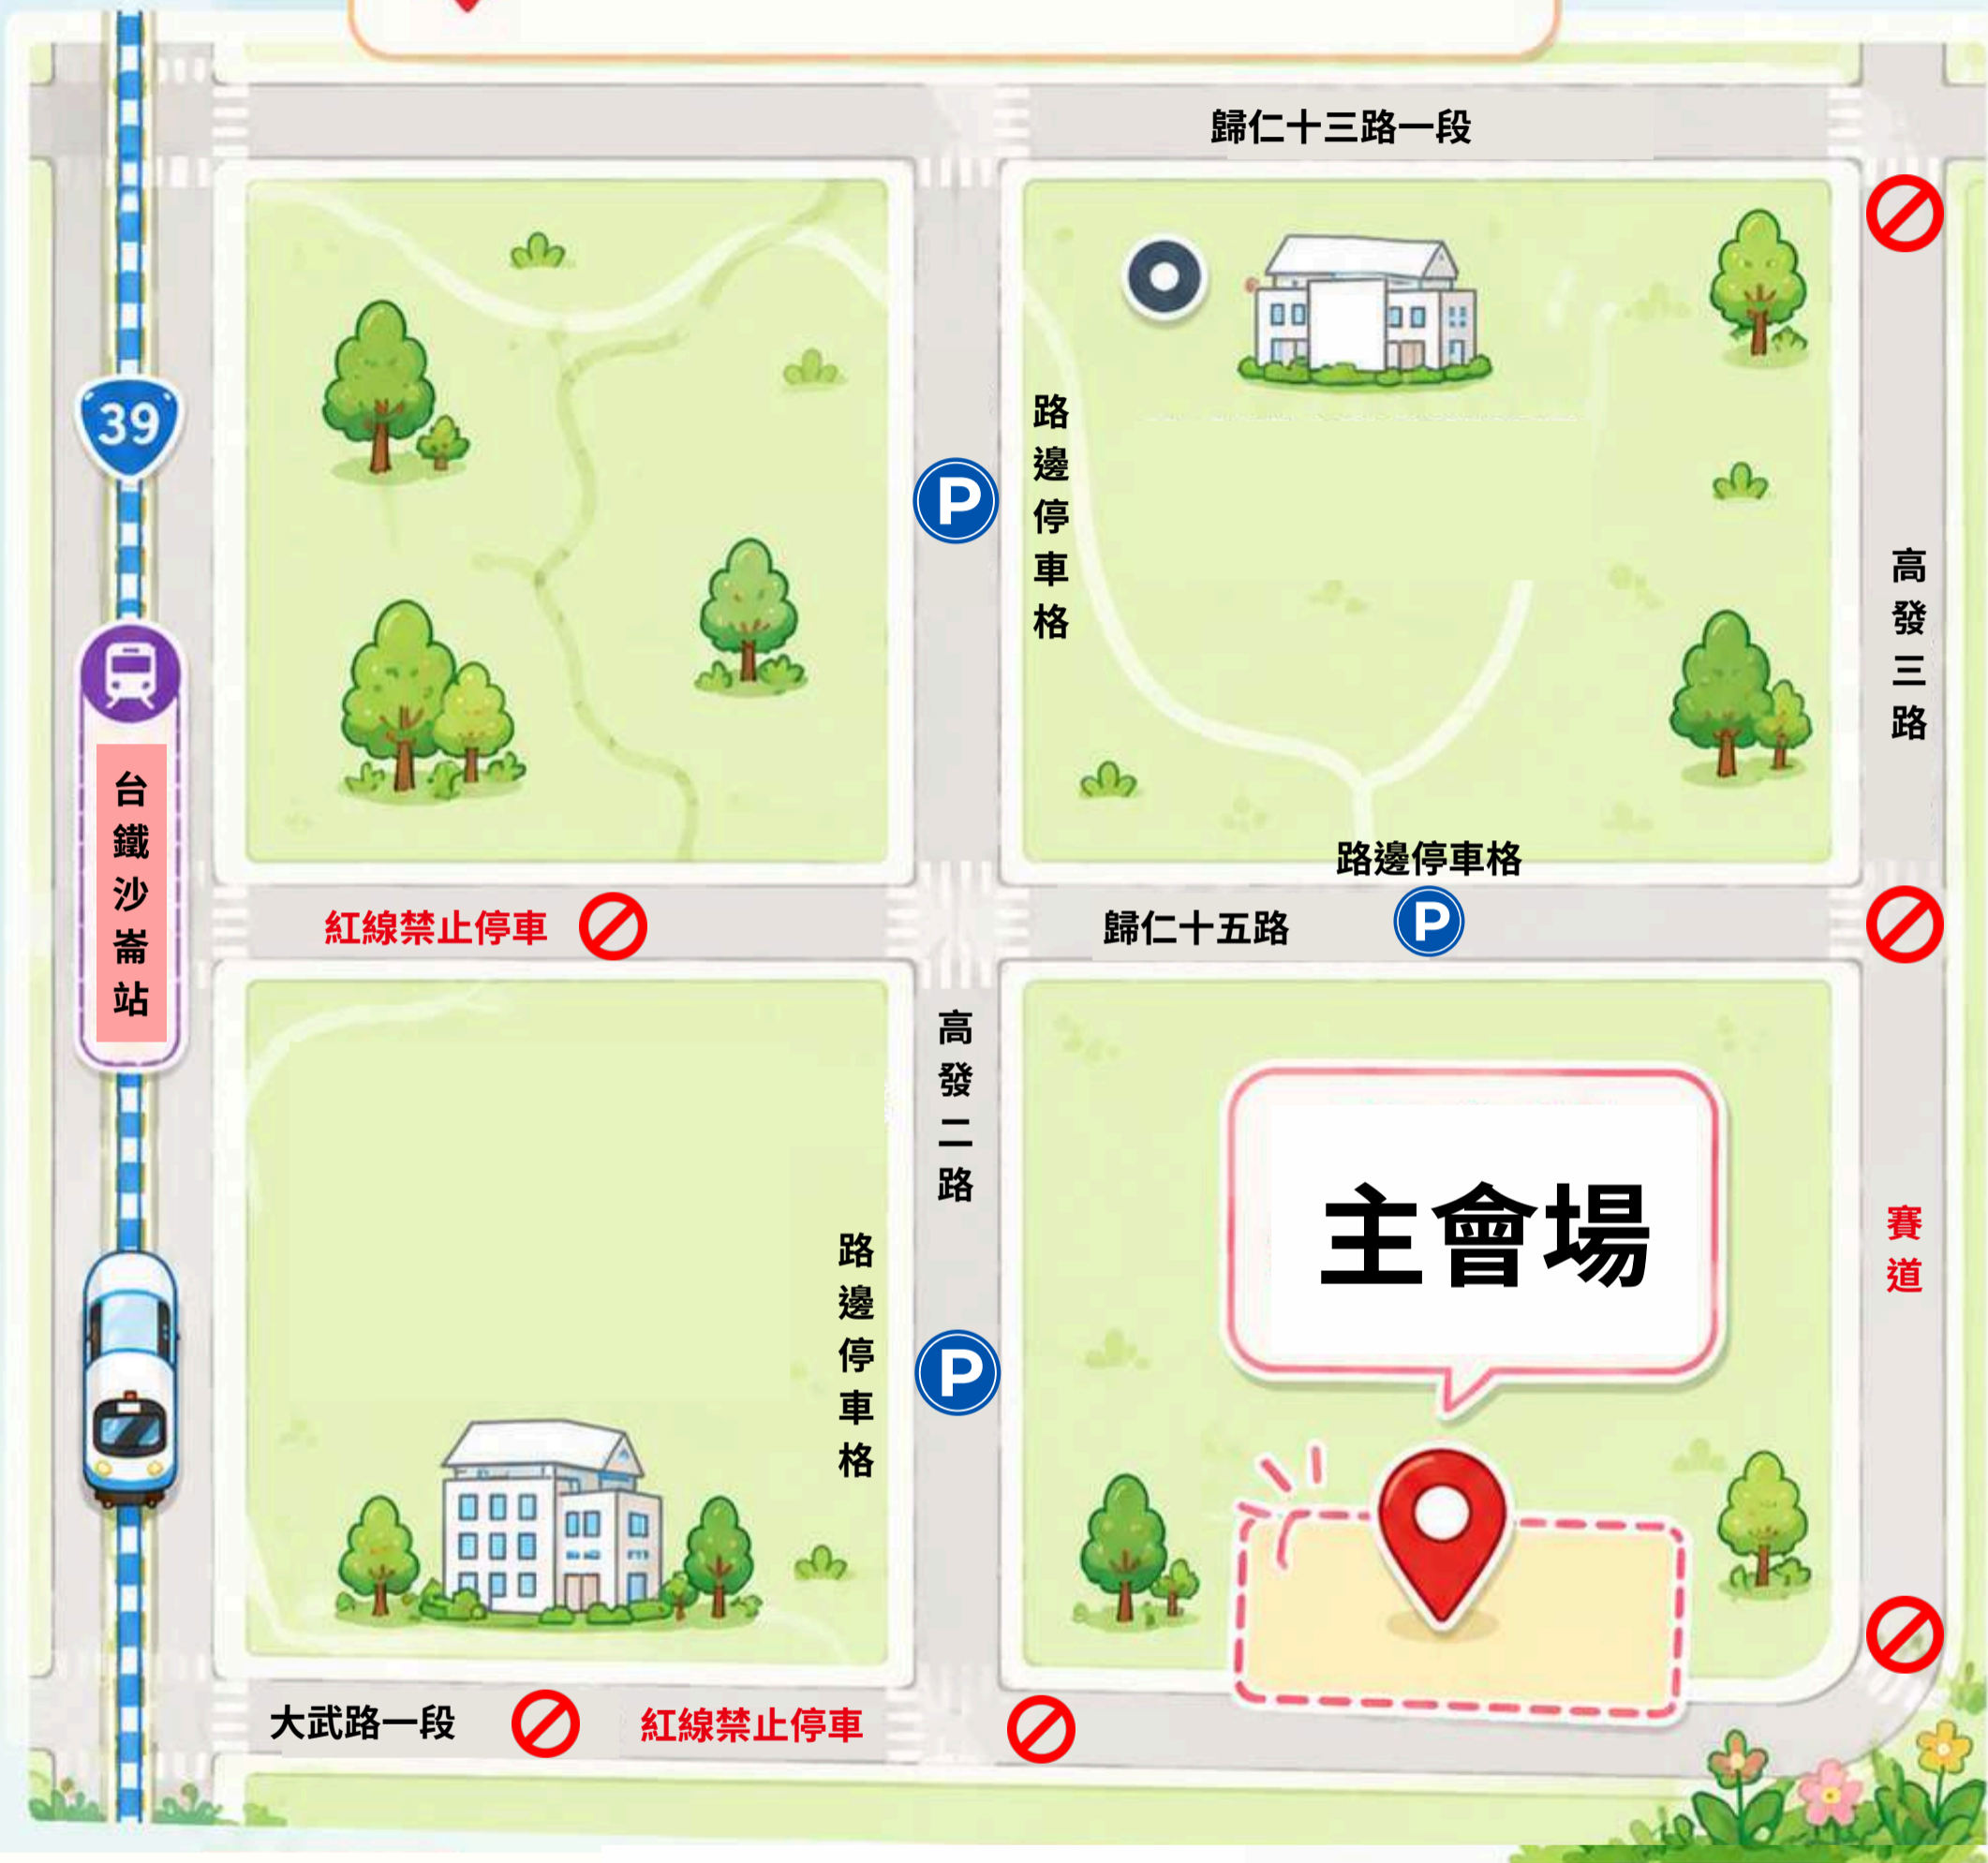 歸仁十三路一段
39
P
路邊停車格
高發三路
台鐵沙崙站
路邊停車格
紅線禁止停車
歸仁十五路
P
高發二路
主會場
賽道
路邊停車格
P
大武路一段
紅線禁止停車